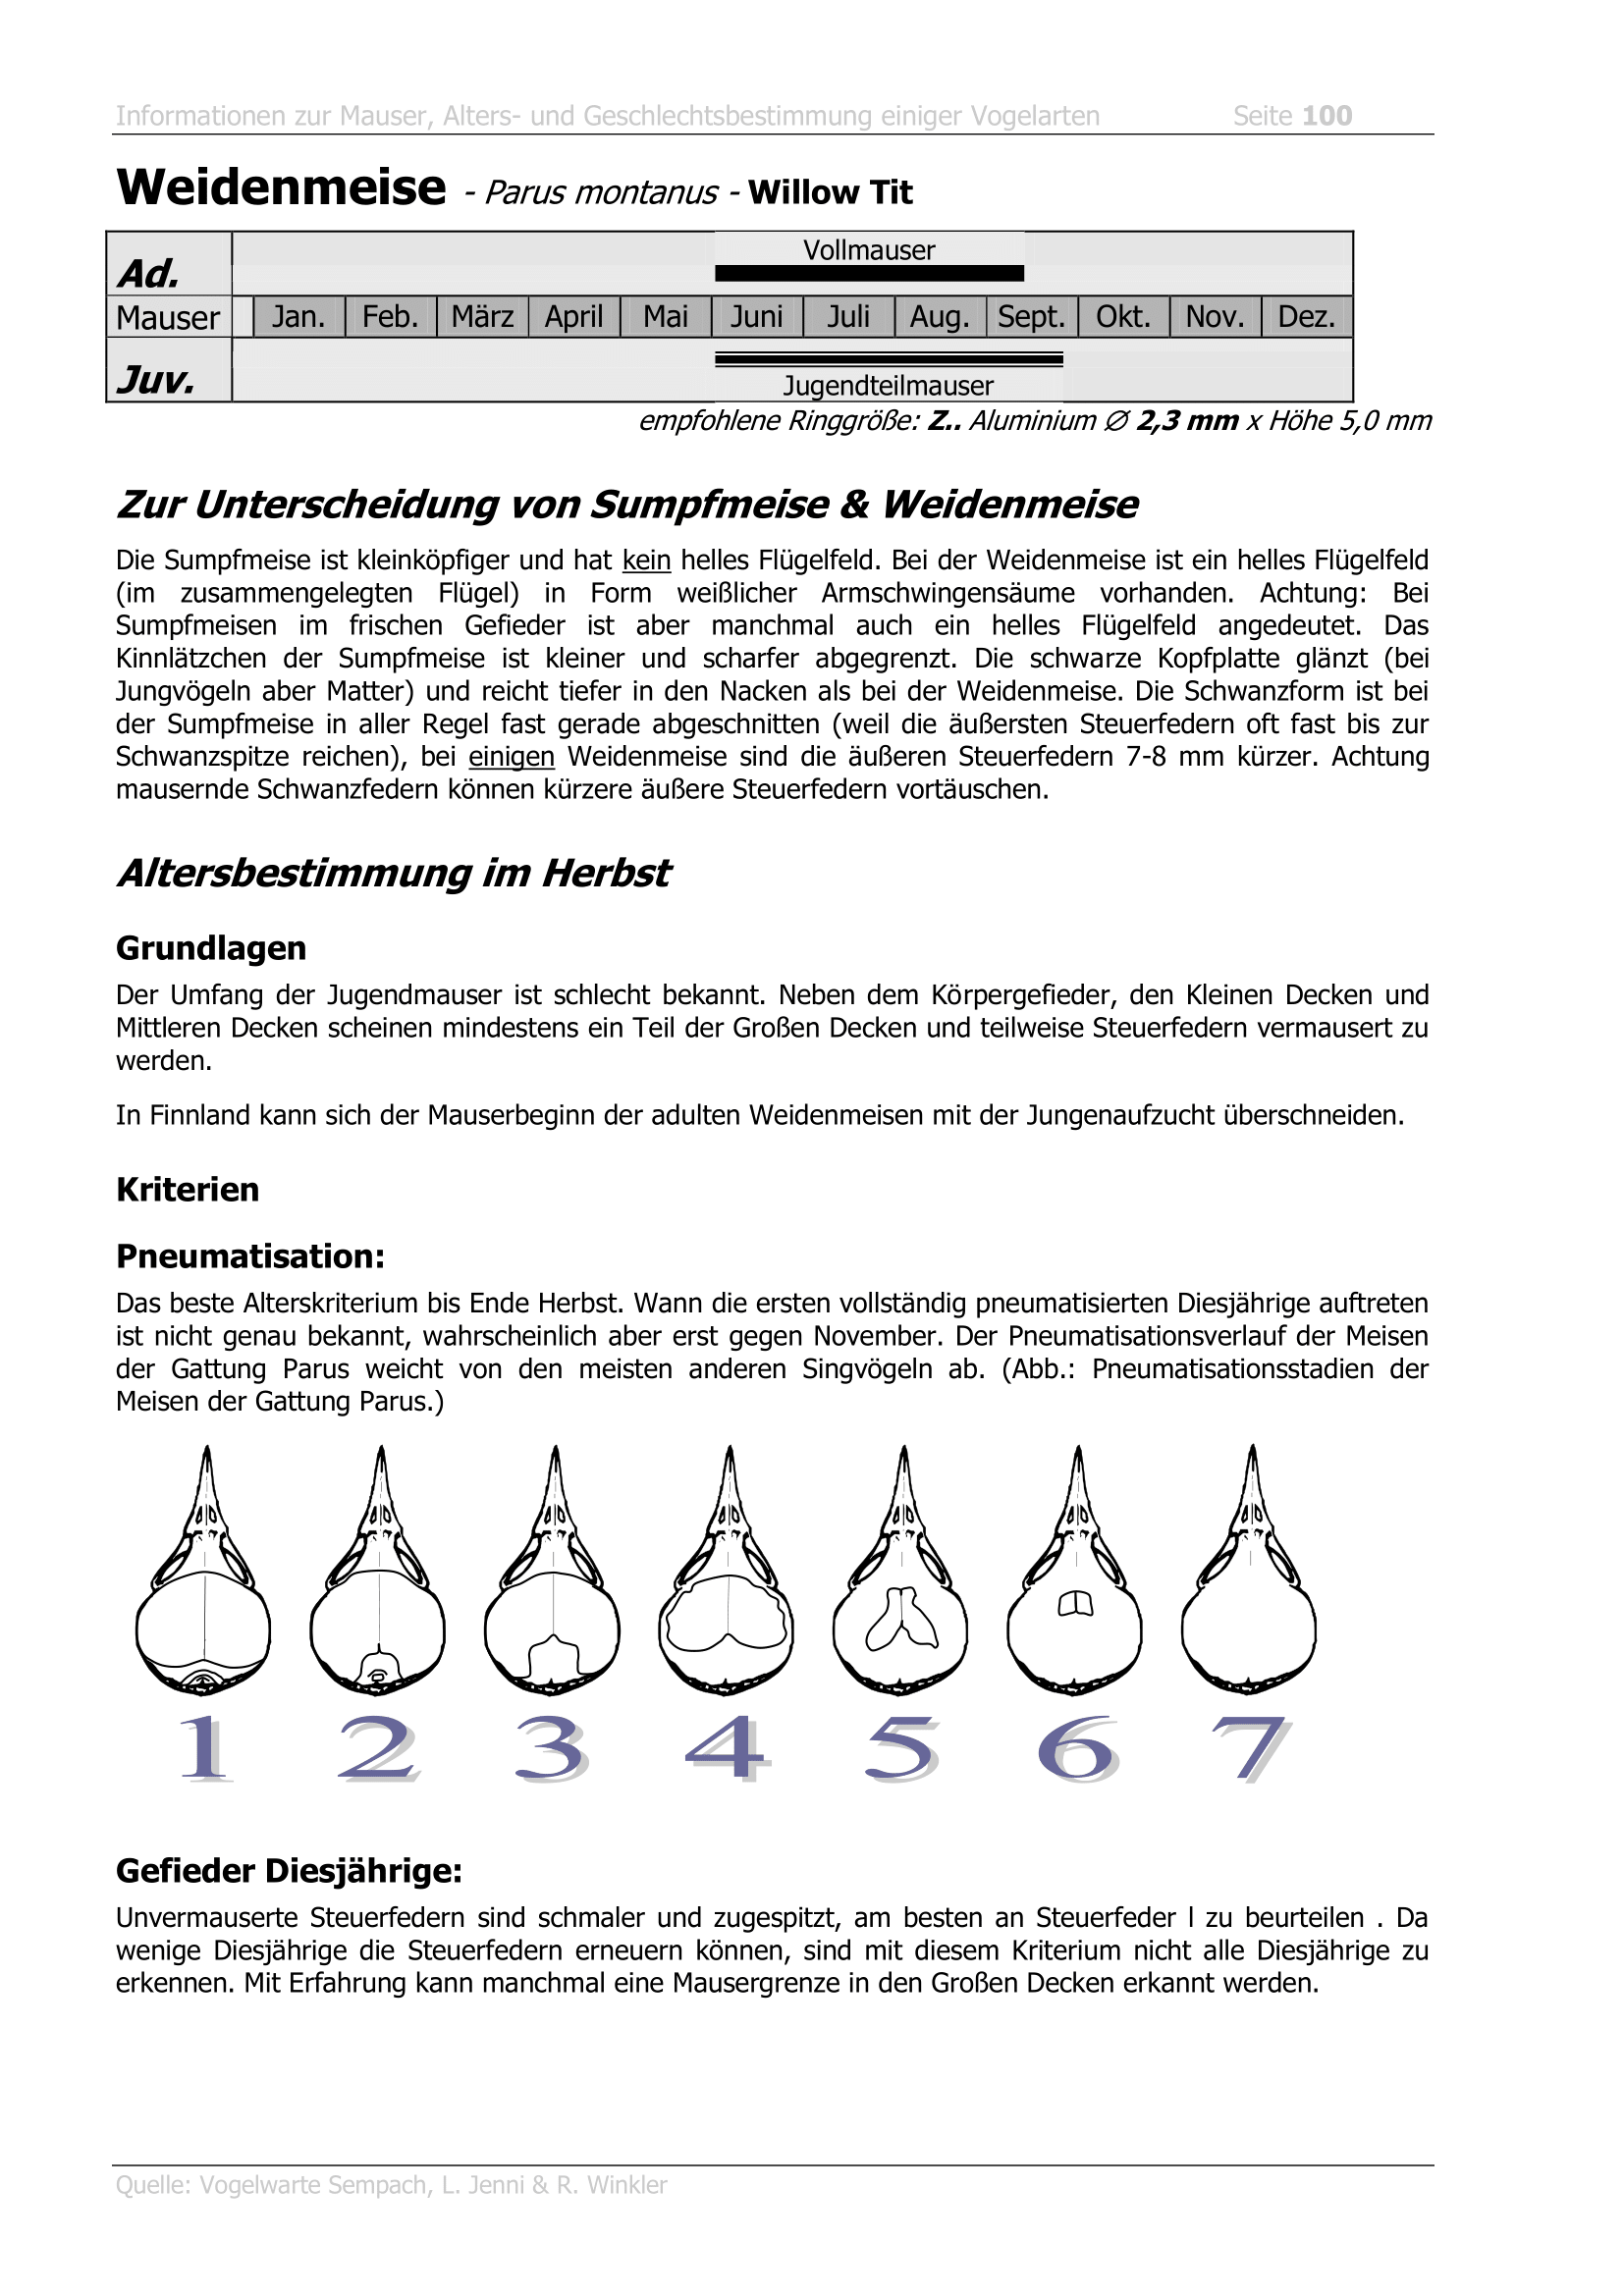 Informationen zur Mauser, Alters- und Geschlechtsbestimmung einiger Vogelarten Seite 100
Weidenmeise - Parus montanus - Willow Tit
Vollmauser
Ad.
Mauser Jan. Feb. März April Mai Juni Juli Aug. Sept. Okt. Nov. Dez.
Juv.
Jugendteilmauser
empfohlene Ringgröße: Z.. Aluminium ∅ 2,3 mm x Höhe 5,0 mm
Zur Unterscheidung von Sumpfmeise & Weidenmeise
Die Sumpfmeise ist kleinköpfiger und hat kein helles Flügelfeld. Bei der Weidenmeise ist ein helles Flügelfeld
(im zusammengelegten Flügel) in Form weißlicher Armschwingensäume vorhanden. Achtung: Bei
Sumpfmeisen im frischen Gefieder ist aber manchmal auch ein helles Flügelfeld angedeutet. Das
Kinnlätzchen der Sumpfmeise ist kleiner und scharfer abgegrenzt. Die schwarze Kopfplatte glänzt (bei
Jungvögeln aber Matter) und reicht tiefer in den Nacken als bei der Weidenmeise. Die Schwanzform ist bei
der Sumpfmeise in aller Regel fast gerade abgeschnitten (weil die äußersten Steuerfedern oft fast bis zur
Schwanzspitze reichen), bei einigen Weidenmeise sind die äußeren Steuerfedern 7-8 mm kürzer. Achtung
mausernde Schwanzfedern können kürzere äußere Steuerfedern vortäuschen.
Altersbestimmung im Herbst
Grundlagen
Der Umfang der Jugendmauser ist schlecht bekannt. Neben dem Körpergefieder, den Kleinen Decken und
Mittleren Decken scheinen mindestens ein Teil der Großen Decken und teilweise Steuerfedern vermausert zu
werden.
In Finnland kann sich der Mauserbeginn der adulten Weidenmeisen mit der Jungenaufzucht überschneiden.
Kriterien
Pneumatisation:
Das beste Alterskriterium bis Ende Herbst. Wann die ersten vollständig pneumatisierten Diesjährige auftreten
ist nicht genau bekannt, wahrscheinlich aber erst gegen November. Der Pneumatisationsverlauf der Meisen
der Gattung Parus weicht von den meisten anderen Singvögeln ab. (Abb.: Pneumatisationsstadien der
Meisen der Gattung Parus.)
1 2 3 4 5 6 7
Gefieder Diesjährige:
Unvermauserte Steuerfedern sind schmaler und zugespitzt, am besten an Steuerfeder l zu beurteilen . Da
wenige Diesjährige die Steuerfedern erneuern können, sind mit diesem Kriterium nicht alle Diesjährige zu
erkennen. Mit Erfahrung kann manchmal eine Mausergrenze in den Großen Decken erkannt werden.
Quelle: Vogelwarte Sempach, L. Jenni & R. Winkler